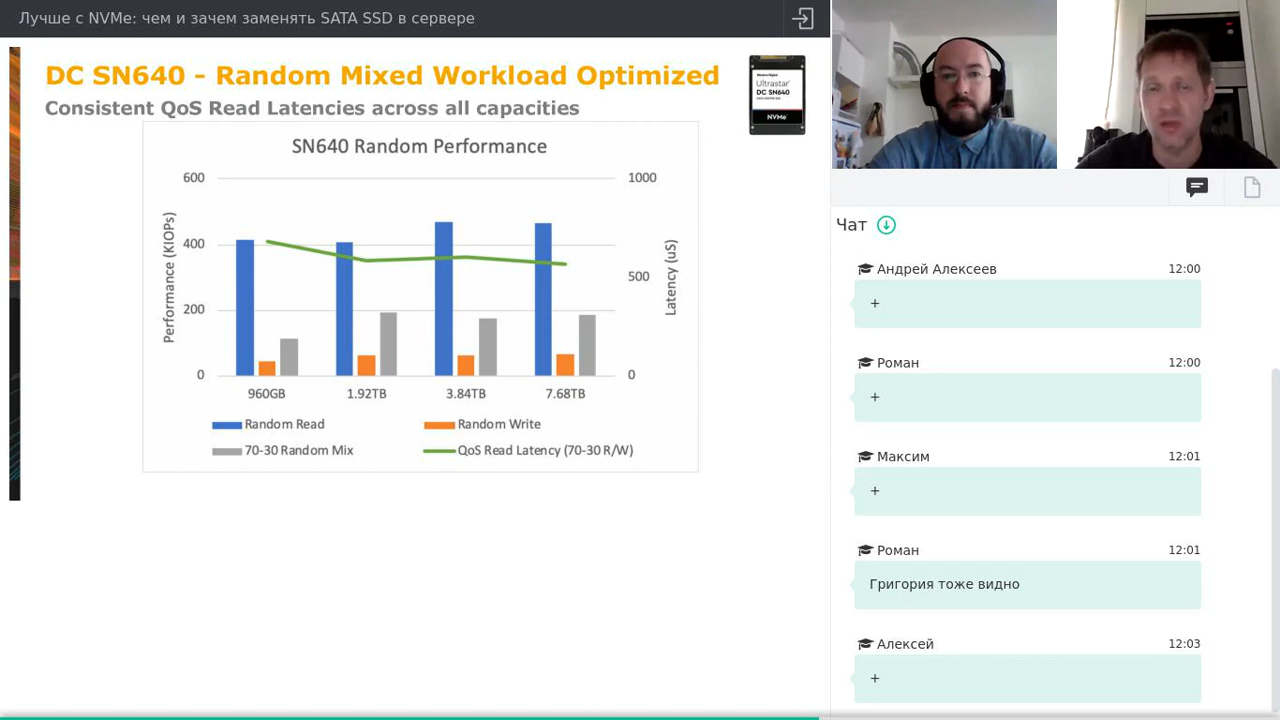 Лучше с NVMe: чем и зачем заменять SATA SSD в сервере
DC SN640 - Random Mixed Workload Optimized
Consistent QoS Read Latencies across all capacities
Western Digital
Ultrastar
DC SN640
NVMe
SN640 Random Performance
600
400
200
0
Performance (KIOPs)
1000
500
0
Latency (uS)
960GB
1.92TB
3.84TB
7.68TB
Random Read
Random Write
70-30 Random Mix
QoS Read Latency (70-30 R/W)
Чат
Андрей Алексеев 12:00
+
Роман 12:00
+
Максим 12:01
+
Роман 12:01
Григория тоже видно
Алексей 12:03
+